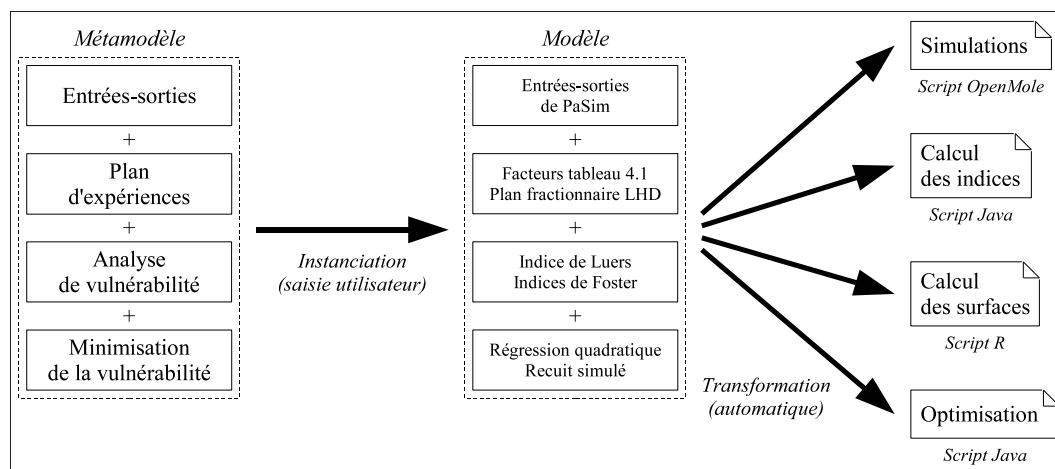 Métamodèle
Entrées-sorties
+
Plan
d'expériences
+
Analyse
de vulnérabilité
+
Minimisation
de la vulnérabilité
Instanciation
(saisie utilisateur)
Modèle
Entrées-sorties
de PaSim
+
Facteurs tableau 4.1
Plan fractionnaire LHD
+
Indice de Luers
Indices de Foster
+
Régression quadratique
Recuit simulé
Transformation
(automatique)
Simulations
Script OpenMole
Calcul
des indices
Script Java
Calcul
des surfaces
Script R
Optimisation
Script Java